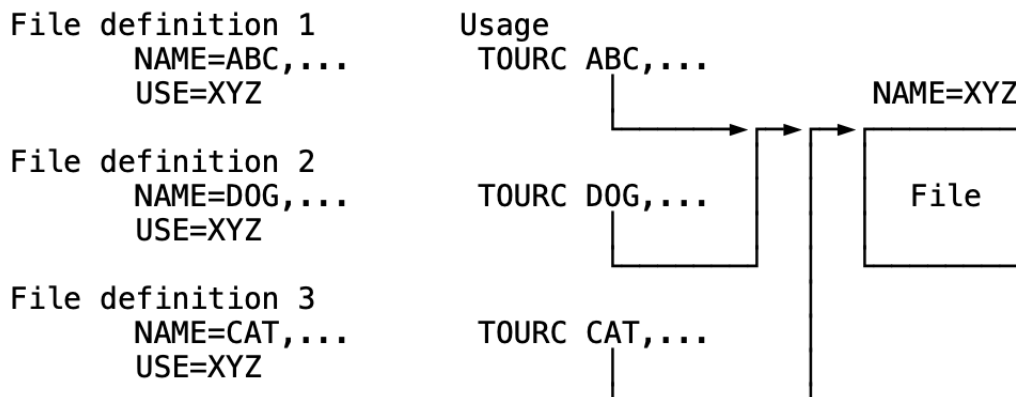 File definition 1 Usage
NAME=ABC,... TOURC ABC,...
USE=XYZ NAME=XYZ
File definition 2
NAME=DOG,... TOURC DOG,... File
USE=XYZ
File definition 3
NAME=CAT,... TOURC CAT,...
USE=XYZ